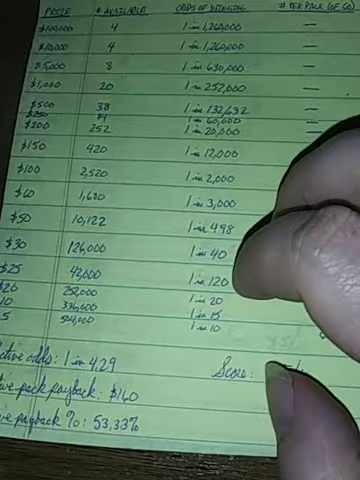 PRIZE # AVAILABLE ODDS OF WINNING # PER PACK (OF 60)
$100,000 4 1 in 1,260,000 —
$10,000 4 1 in 1,260,000 —
$5,000 8 1 in 630,000 —
$1,000 20 1 in 252,000 —
$500 38 1 in 132,632 —
$250 84 1 in 60,000 —
$200 252 1 in 20,000 —
$150 420 1 in 12,000
$100 2,520 1 in 2,000
$60 1,680 1 in 3,000
$50 10,122 1 in 498
$30 126,000 1 in 40
$25 42,000 1 in 120
$20 252,000 1 in 20
10 336,000 1 in 15
5 504,000 1 in 10
ctive odds: 1 in 4.29
Score:
ive pack payback: $160
ve payback %: 53.33%